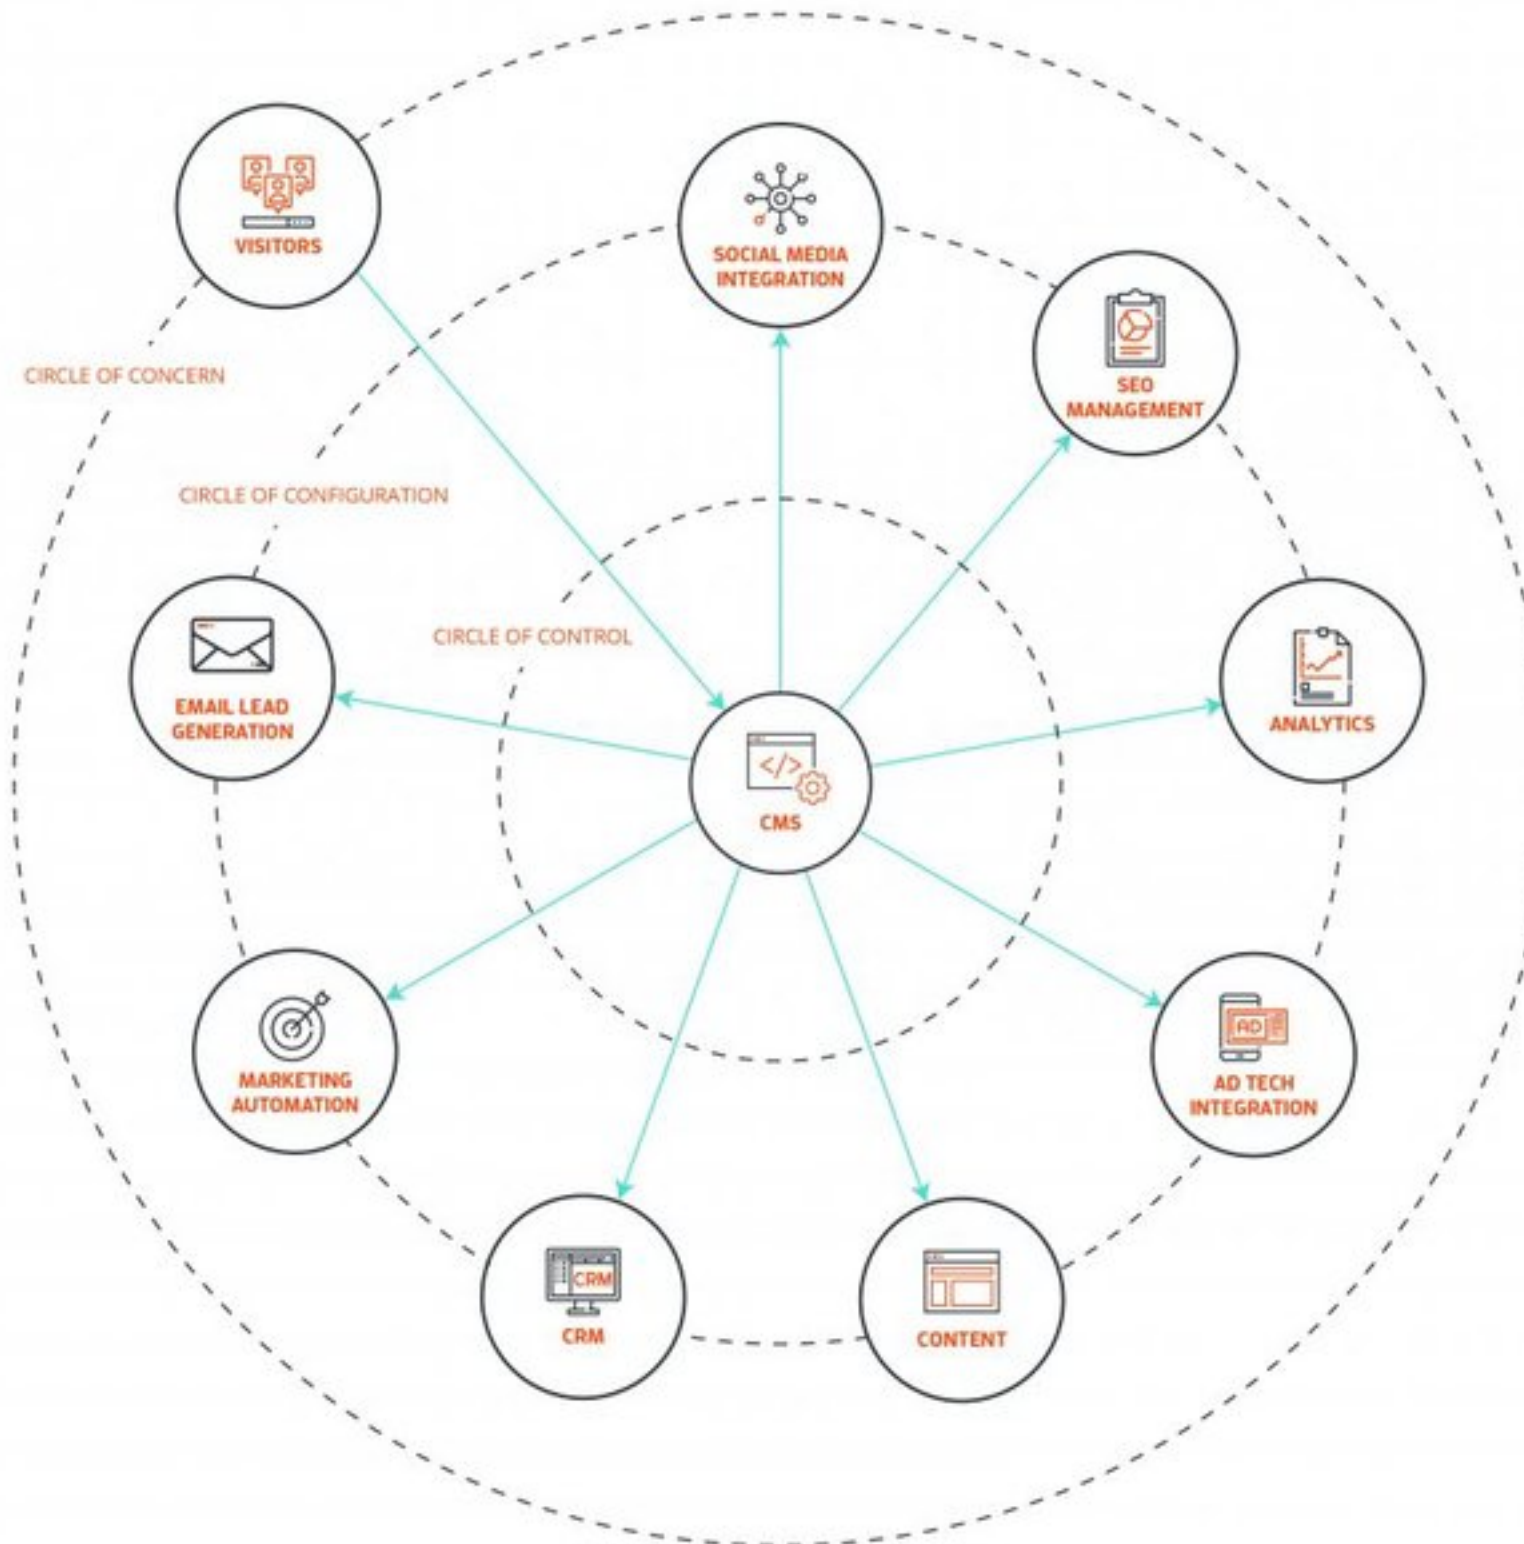 VISITORS
SOCIAL MEDIA
INTEGRATION
SEO
MANAGEMENT
CIRCLE OF CONCERN
CIRCLE OF CONFIGURATION
CIRCLE OF CONTROL
EMAIL LEAD
GENERATION
ANALYTICS
</>
CMS
MARKETING
AUTOMATION
AD
AD TECH
INTEGRATION
CRM
CRM
CONTENT